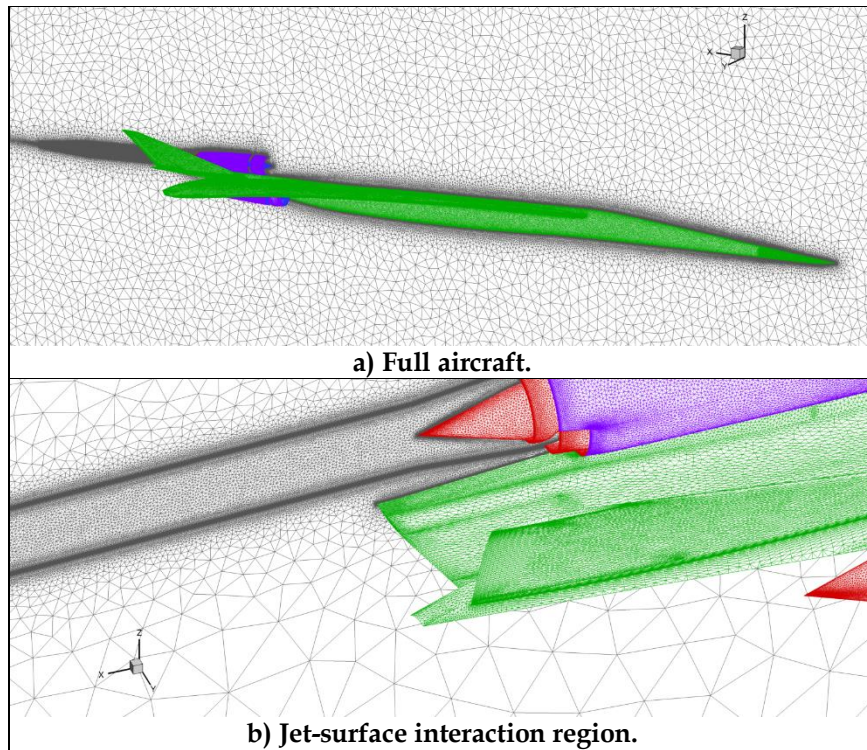 Z
X
Y
a) Full aircraft.
Z
X
Y
b) Jet-surface interaction region.